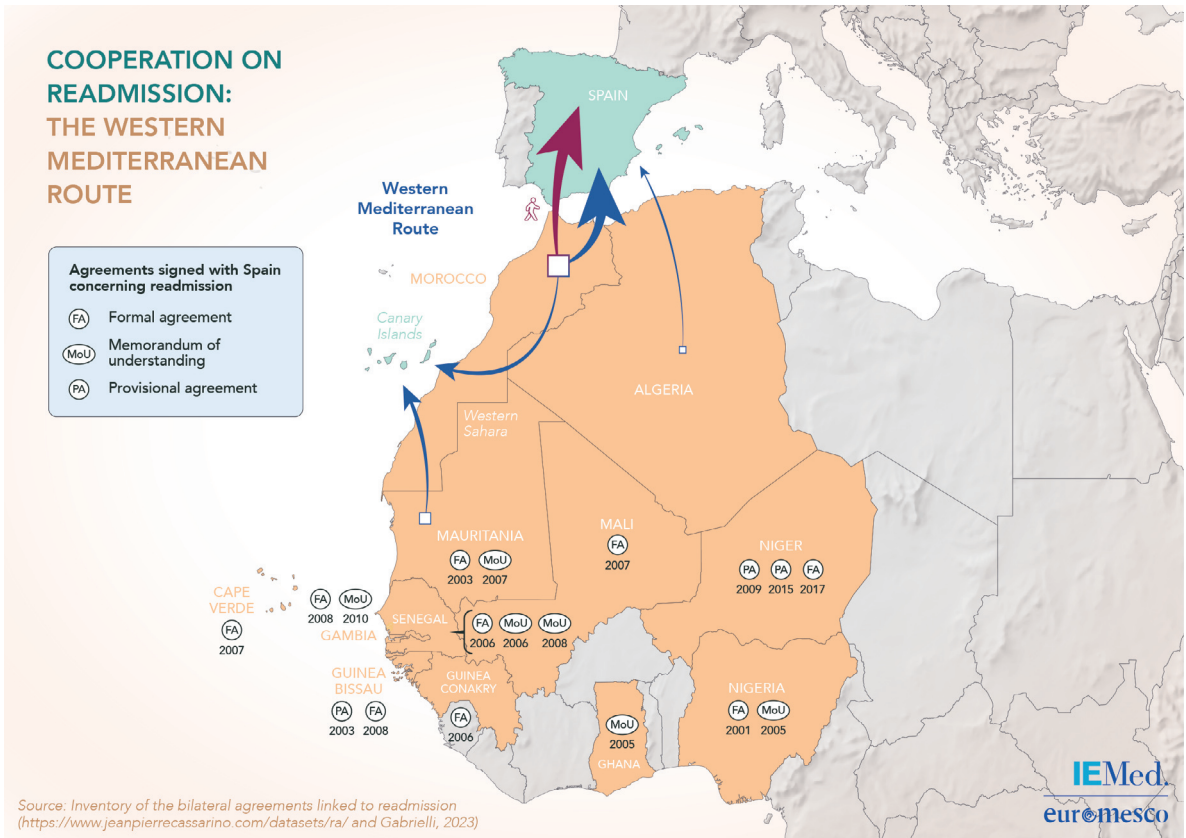 COOPERATION ON
READMISSION:
THE WESTERN
MEDITERRANEAN
ROUTE
Agreements signed with Spain
concerning readmission
FA Formal agreement
MoU Memorandum of
understanding
PA Provisional agreement
SPAIN
Western
Mediterranean
Route
MOROCCO
Canary
Islands
ALGERIA
Western
Sahara
MAURITANIA
FA MoU
2003 2007
MALI
FA
2007
NIGER
PA PA FA
2009 2015 2017
CAPE
VERDE
FA
2007
FA MoU
2008 2010
GAMBIA
SENEGAL
FA MoU MoU
2006 2006 2008
GUINEA
BISSAU
PA FA
2003 2008
GUINEA
CONAKRY
FA
2006
MoU
2005
GHANA
NIGERIA
FA MoU
2001 2005
Source: Inventory of the bilateral agreements linked to readmission
(https://www.jeanpierrecassarino.com/datasets/ra/ and Gabrielli, 2023)
IEMed.
euromesco